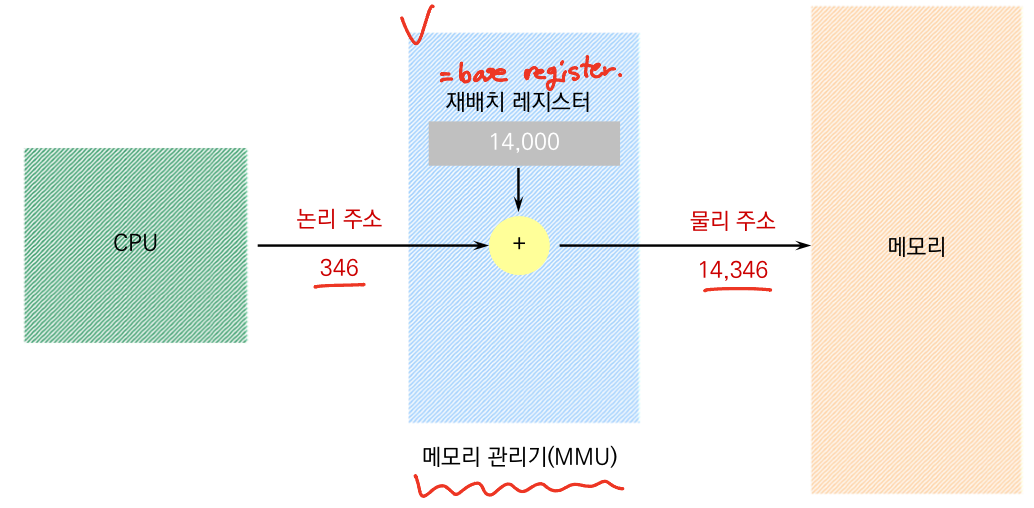 = base register.
재배치 레지스터
14,000
CPU
논리 주소
346
+
물리 주소
14,346
메모리
메모리 관리기(MMU)